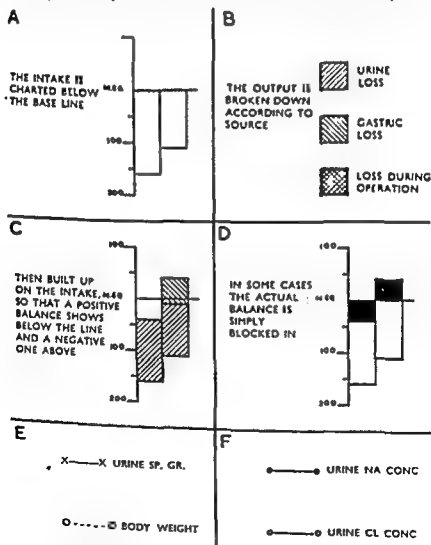 A
THE INTAKE IS
CHARTED BELOW
THE BASE LINE
M.EQ.
100
200
B
THE OUTPUT IS
BROKEN DOWN
ACCORDING TO
SOURCE
URINE
LOSS
GASTRIC
LOSS
LOSS DURING
OPERATION
C
THEN BUILT UP
ON THE INTAKE,
SO THAT A POSITIVE
BALANCE SHOWS
BELOW THE LINE
AND A NEGATIVE
ONE ABOVE
100
M.EQ
100
200
D
IN SOME CASES
THE ACTUAL
BALANCE IS
SIMPLY
BLOCKED IN
100
M.EQ
100
200
E
X——X URINE SP. GR.
O-----O BODY WEIGHT
F
URINE NA CONC
URINE CL CONC